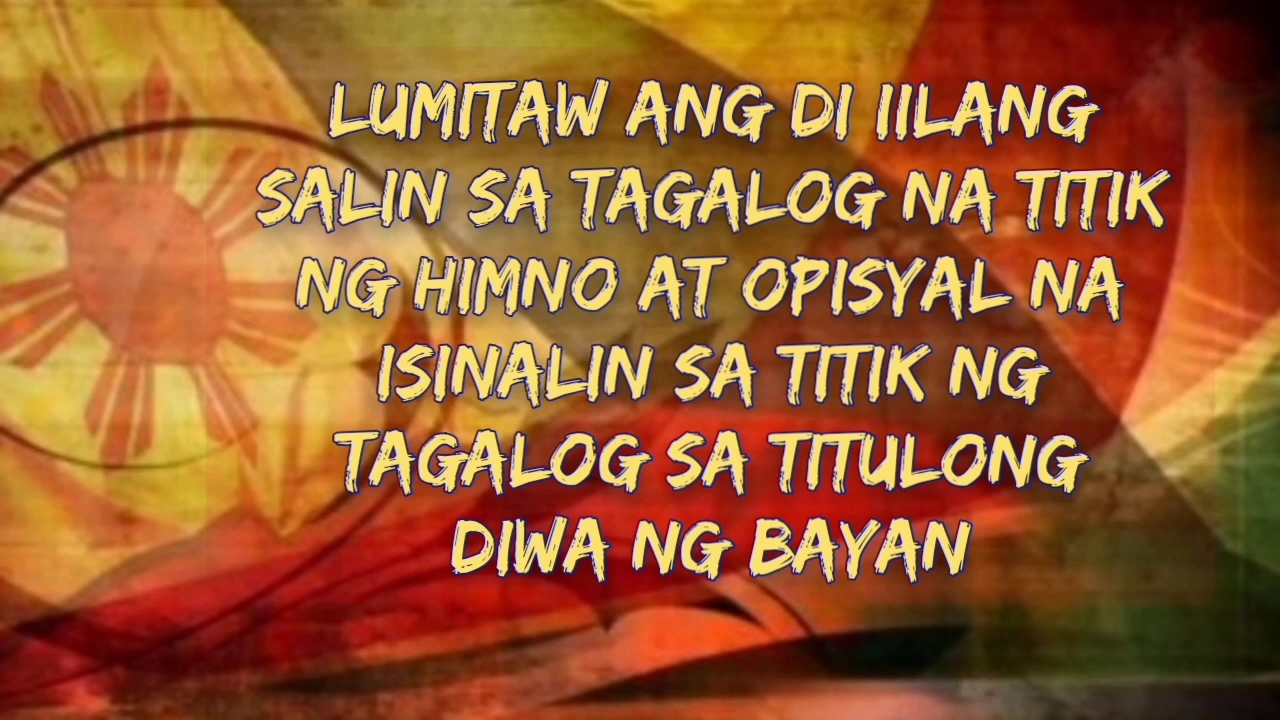 LUMITAW ANG DI IILANG
SALIN SA TAGALOG NA TITIK
NG HIMNO AT OPISYAL NA
ISINALIN SA TITIK NG
TAGALOG SA TITULONG
DIWA NG BAYAN